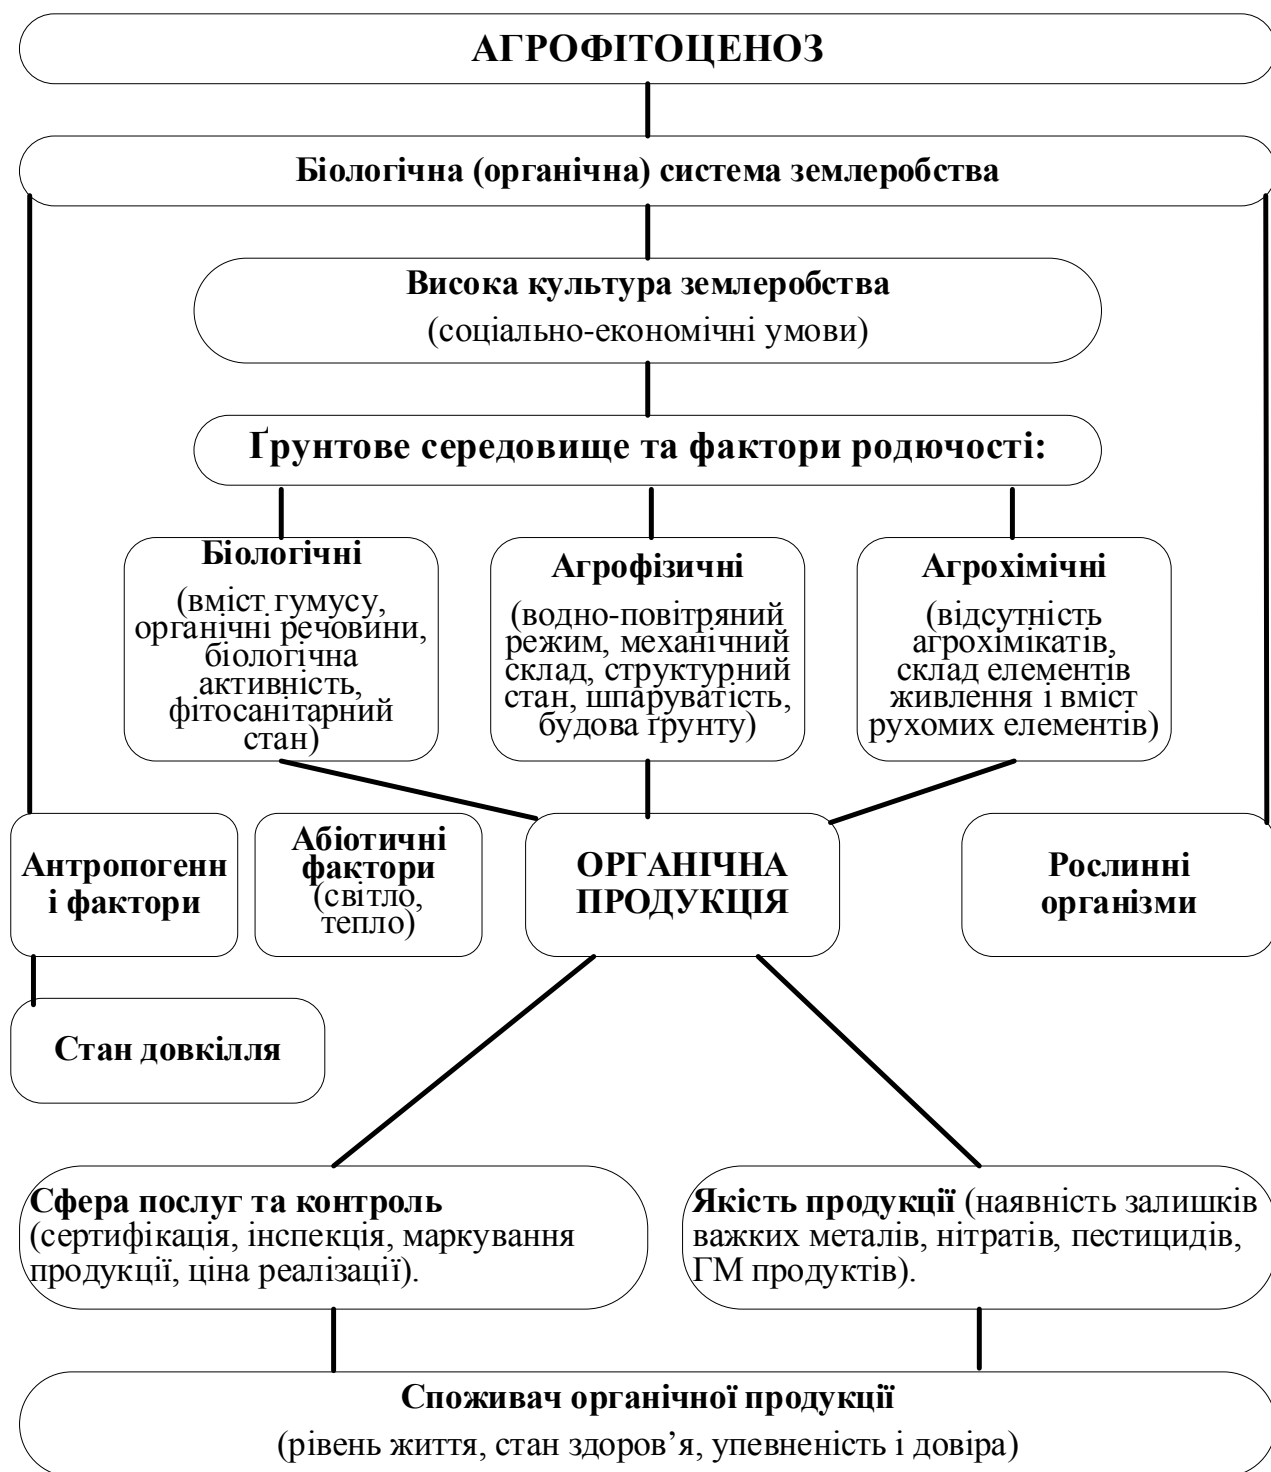 АГРОФІТОЦЕНОЗ
Біологічна (органічна) система землеробства
Висока культура землеробства
(соціально-економічні умови)
Ґрунтове середовище та фактори родючості:
Біологічні
(вміст гумусу,
органічні речовини,
біологічна
активність,
фітосанітарний
стан)
Агрофізичні
(водно-повітряний
режим, механічний
склад, структурний
стан, шпаруватість,
будова ґрунту)
Агрохімічні
(відсутність
агрохімікатів,
склад елементів
живлення і вміст
рухомих елементів)
Антропогенн
і фактори
Абіотичні
фактори
(світло,
тепло)
ОРГАНІЧНА
ПРОДУКЦІЯ
Рослинні
організми
Стан довкілля
Сфера послуг та контроль
(сертифікація, інспекція, маркування
продукції, ціна реалізації).
Якість продукції (наявність залишків
важких металів, нітратів, пестицидів,
ГМ продуктів).
Споживач органічної продукції
(рівень життя, стан здоров’я, упевненість і довіра)